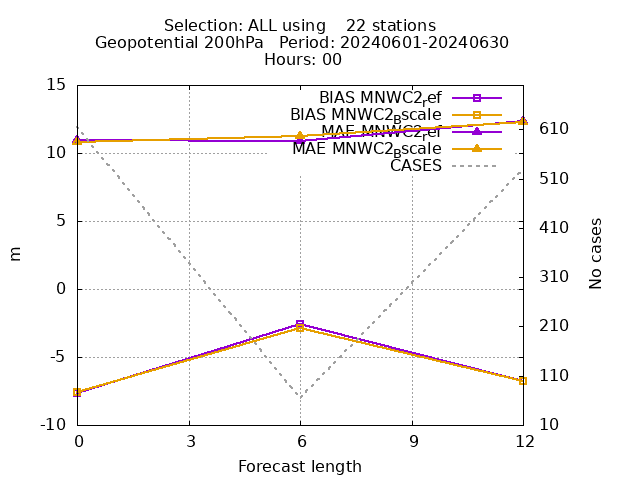 Selection: ALL using    22 stations
Geopotential 200hPa   Period: 20240601-20240630
Hours: 00
BIAS MNWC2_ref
BIAS MNWC2_Bscale
MAE MNWC2_ref
MAE MNWC2_Bscale
CASES
15
10
5
0
-5
-10
m
610
510
410
310
210
110
10
No cases
0 3 6 9 12
Forecast length